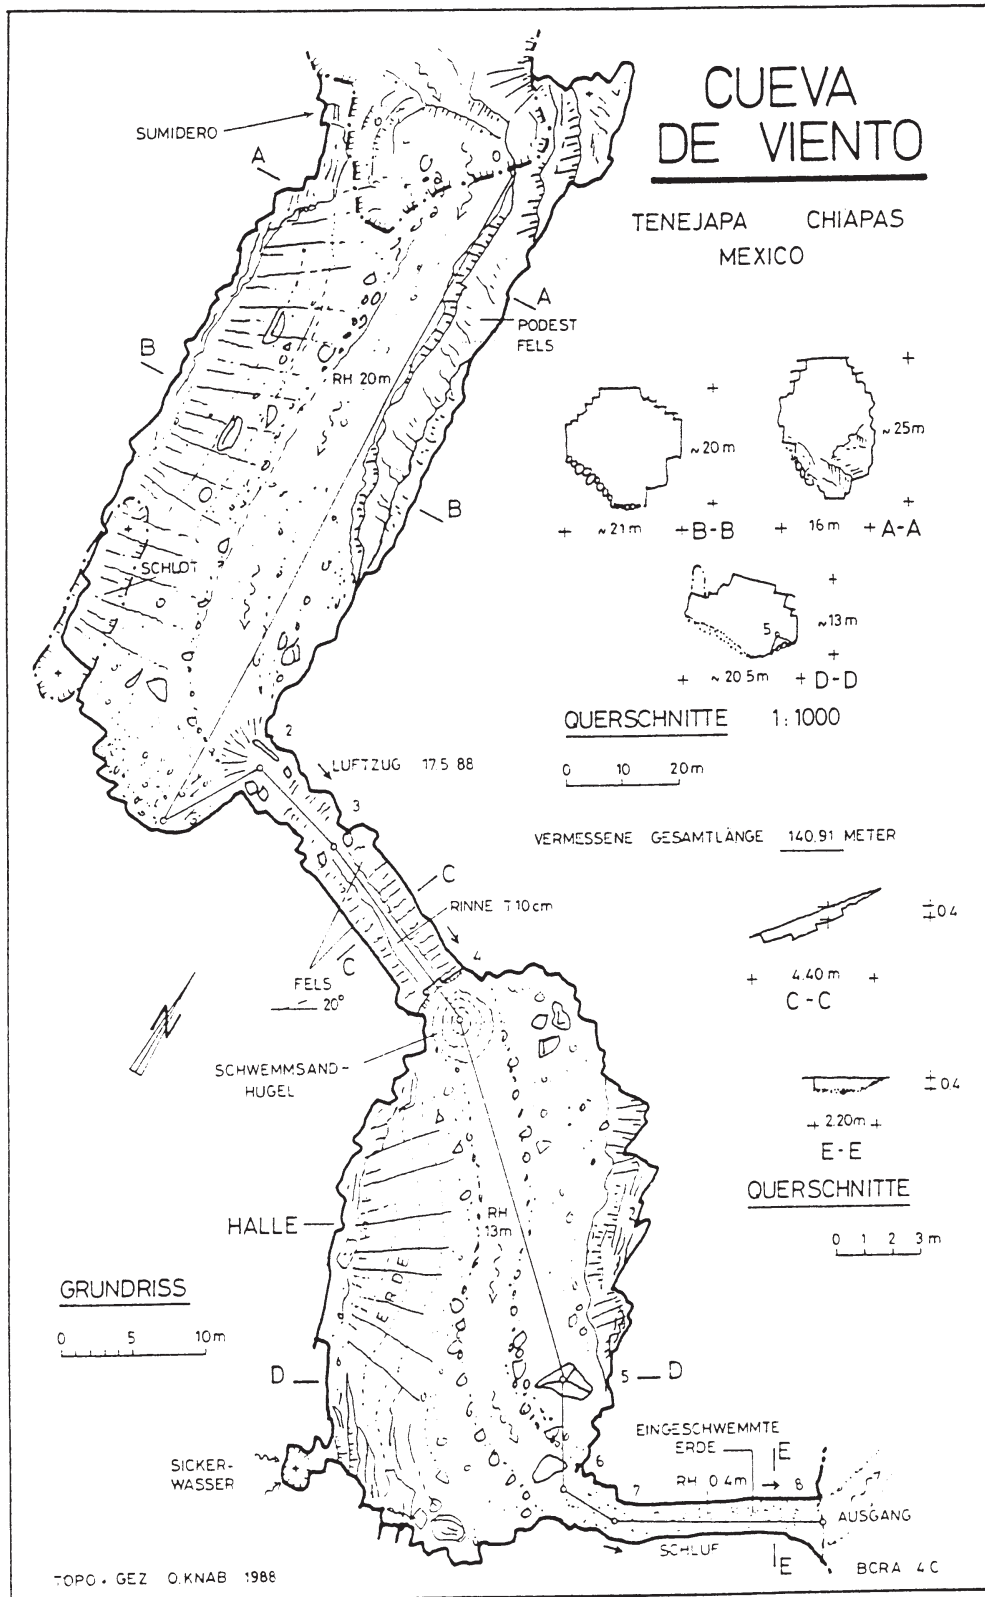 CUEVA
DE VIENTO
TENEJAPA CHIAPAS
MEXICO
SUMIDERO
A
B
A
PODEST
FELS
RH 20m
B
SCHLOT
~20m
~21m
B-B
~25m
16m
A-A
5
~13m
~20.5m
D-D
QUERSCHNITTE 1:1000
0 10 20m
2
LUFTZUG 17.5.88
3
VERMESSENE GESAMTLÄNGE 140,91 METER
C
RINNE T 10cm
C
4
FELS
20°
0.4
4.40m
C-C
SCHWEMMSAND-
HÜGEL
0.4
2.20m
E-E
QUERSCHNITTE
0 1 2 3m
HALLE
RH
13m
ERDE
GRUNDRISS
0 5 10m
D
5
D
SICKER-
WASSER
EINGESCHWEMMTE
ERDE
E
6
7
RH 0.4m
8
AUSGANG
SCHLUF
E
TOPO + GEZ O.KNAB 1988
BCRA 4C